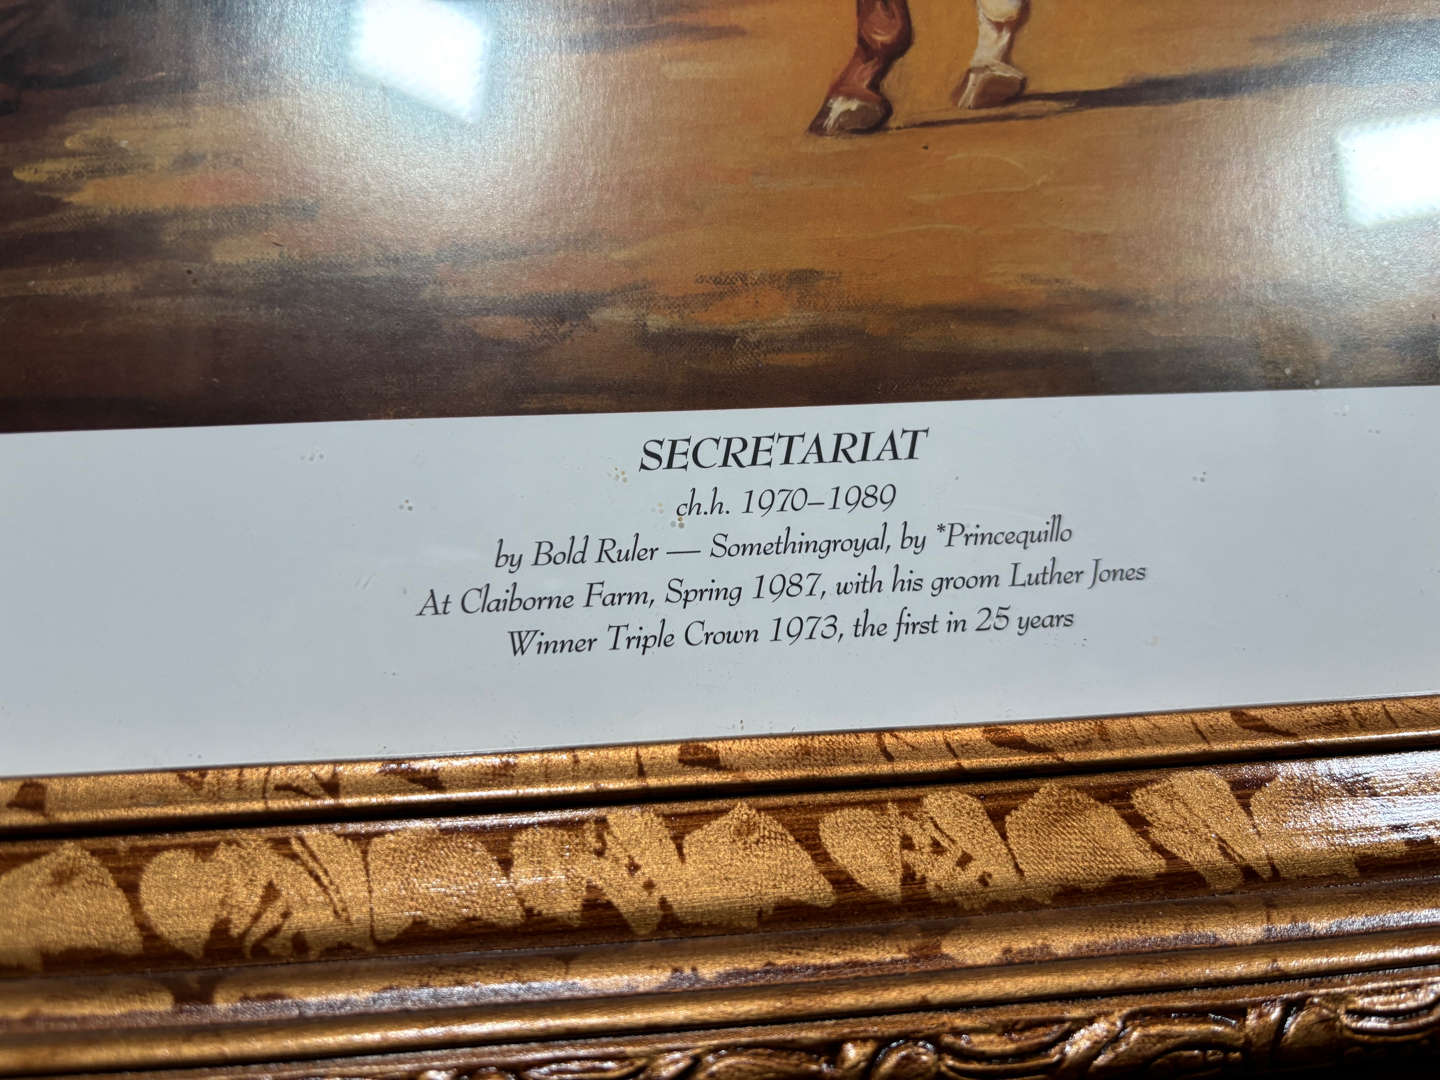 SECRETARIAT
ch.h. 1970–1989
by Bold Ruler — Somethingroyal, by *Princequillo
At Claiborne Farm, Spring 1987, with his groom Luther Jones
Winner Triple Crown 1973, the first in 25 years